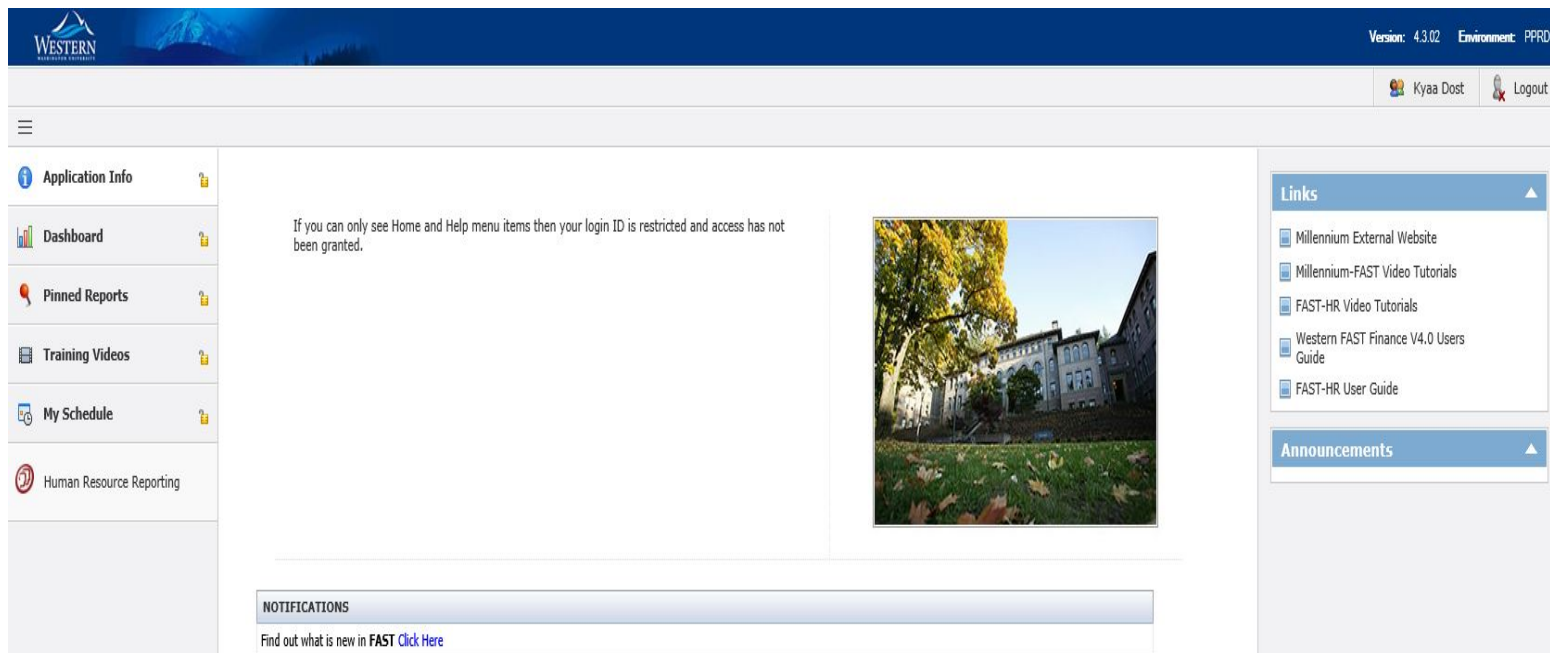 WESTERN
WASHINGTON UNIVERSITY
Version: 4.3.02 Environment: PPRD
Kyaa Dost Logout
Application Info
Dashboard
Pinned Reports
Training Videos
My Schedule
Human Resource Reporting
If you can only see Home and Help menu items then your login ID is restricted and access has not
been granted.
NOTIFICATIONS
Find out what is new in FAST Click Here
Links
Millennium External Website
Millennium-FAST Video Tutorials
FAST-HR Video Tutorials
Western FAST Finance V4.0 Users
Guide
FAST-HR User Guide
Announcements